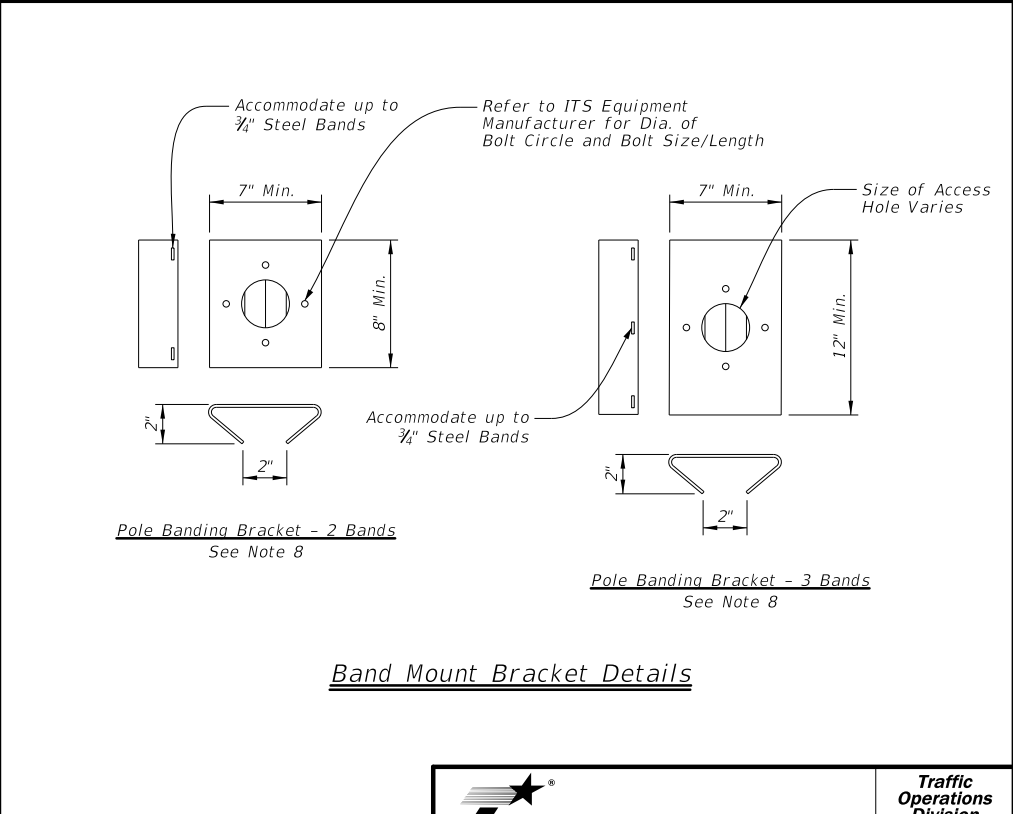 Accommodate up to
¾" Steel Bands
Refer to ITS Equipment
Manufacturer for Dia. of
Bolt Circle and Bolt Size/Length
7" Min.
8" Min.
2"
2"
Pole Banding Bracket - 2 Bands
See Note 8
7" Min.
Size of Access
Hole Varies
12" Min.
Accommodate up to
¾" Steel Bands
2"
2"
Pole Banding Bracket - 3 Bands
See Note 8
Band Mount Bracket Details
®
Traffic
Operations
Division